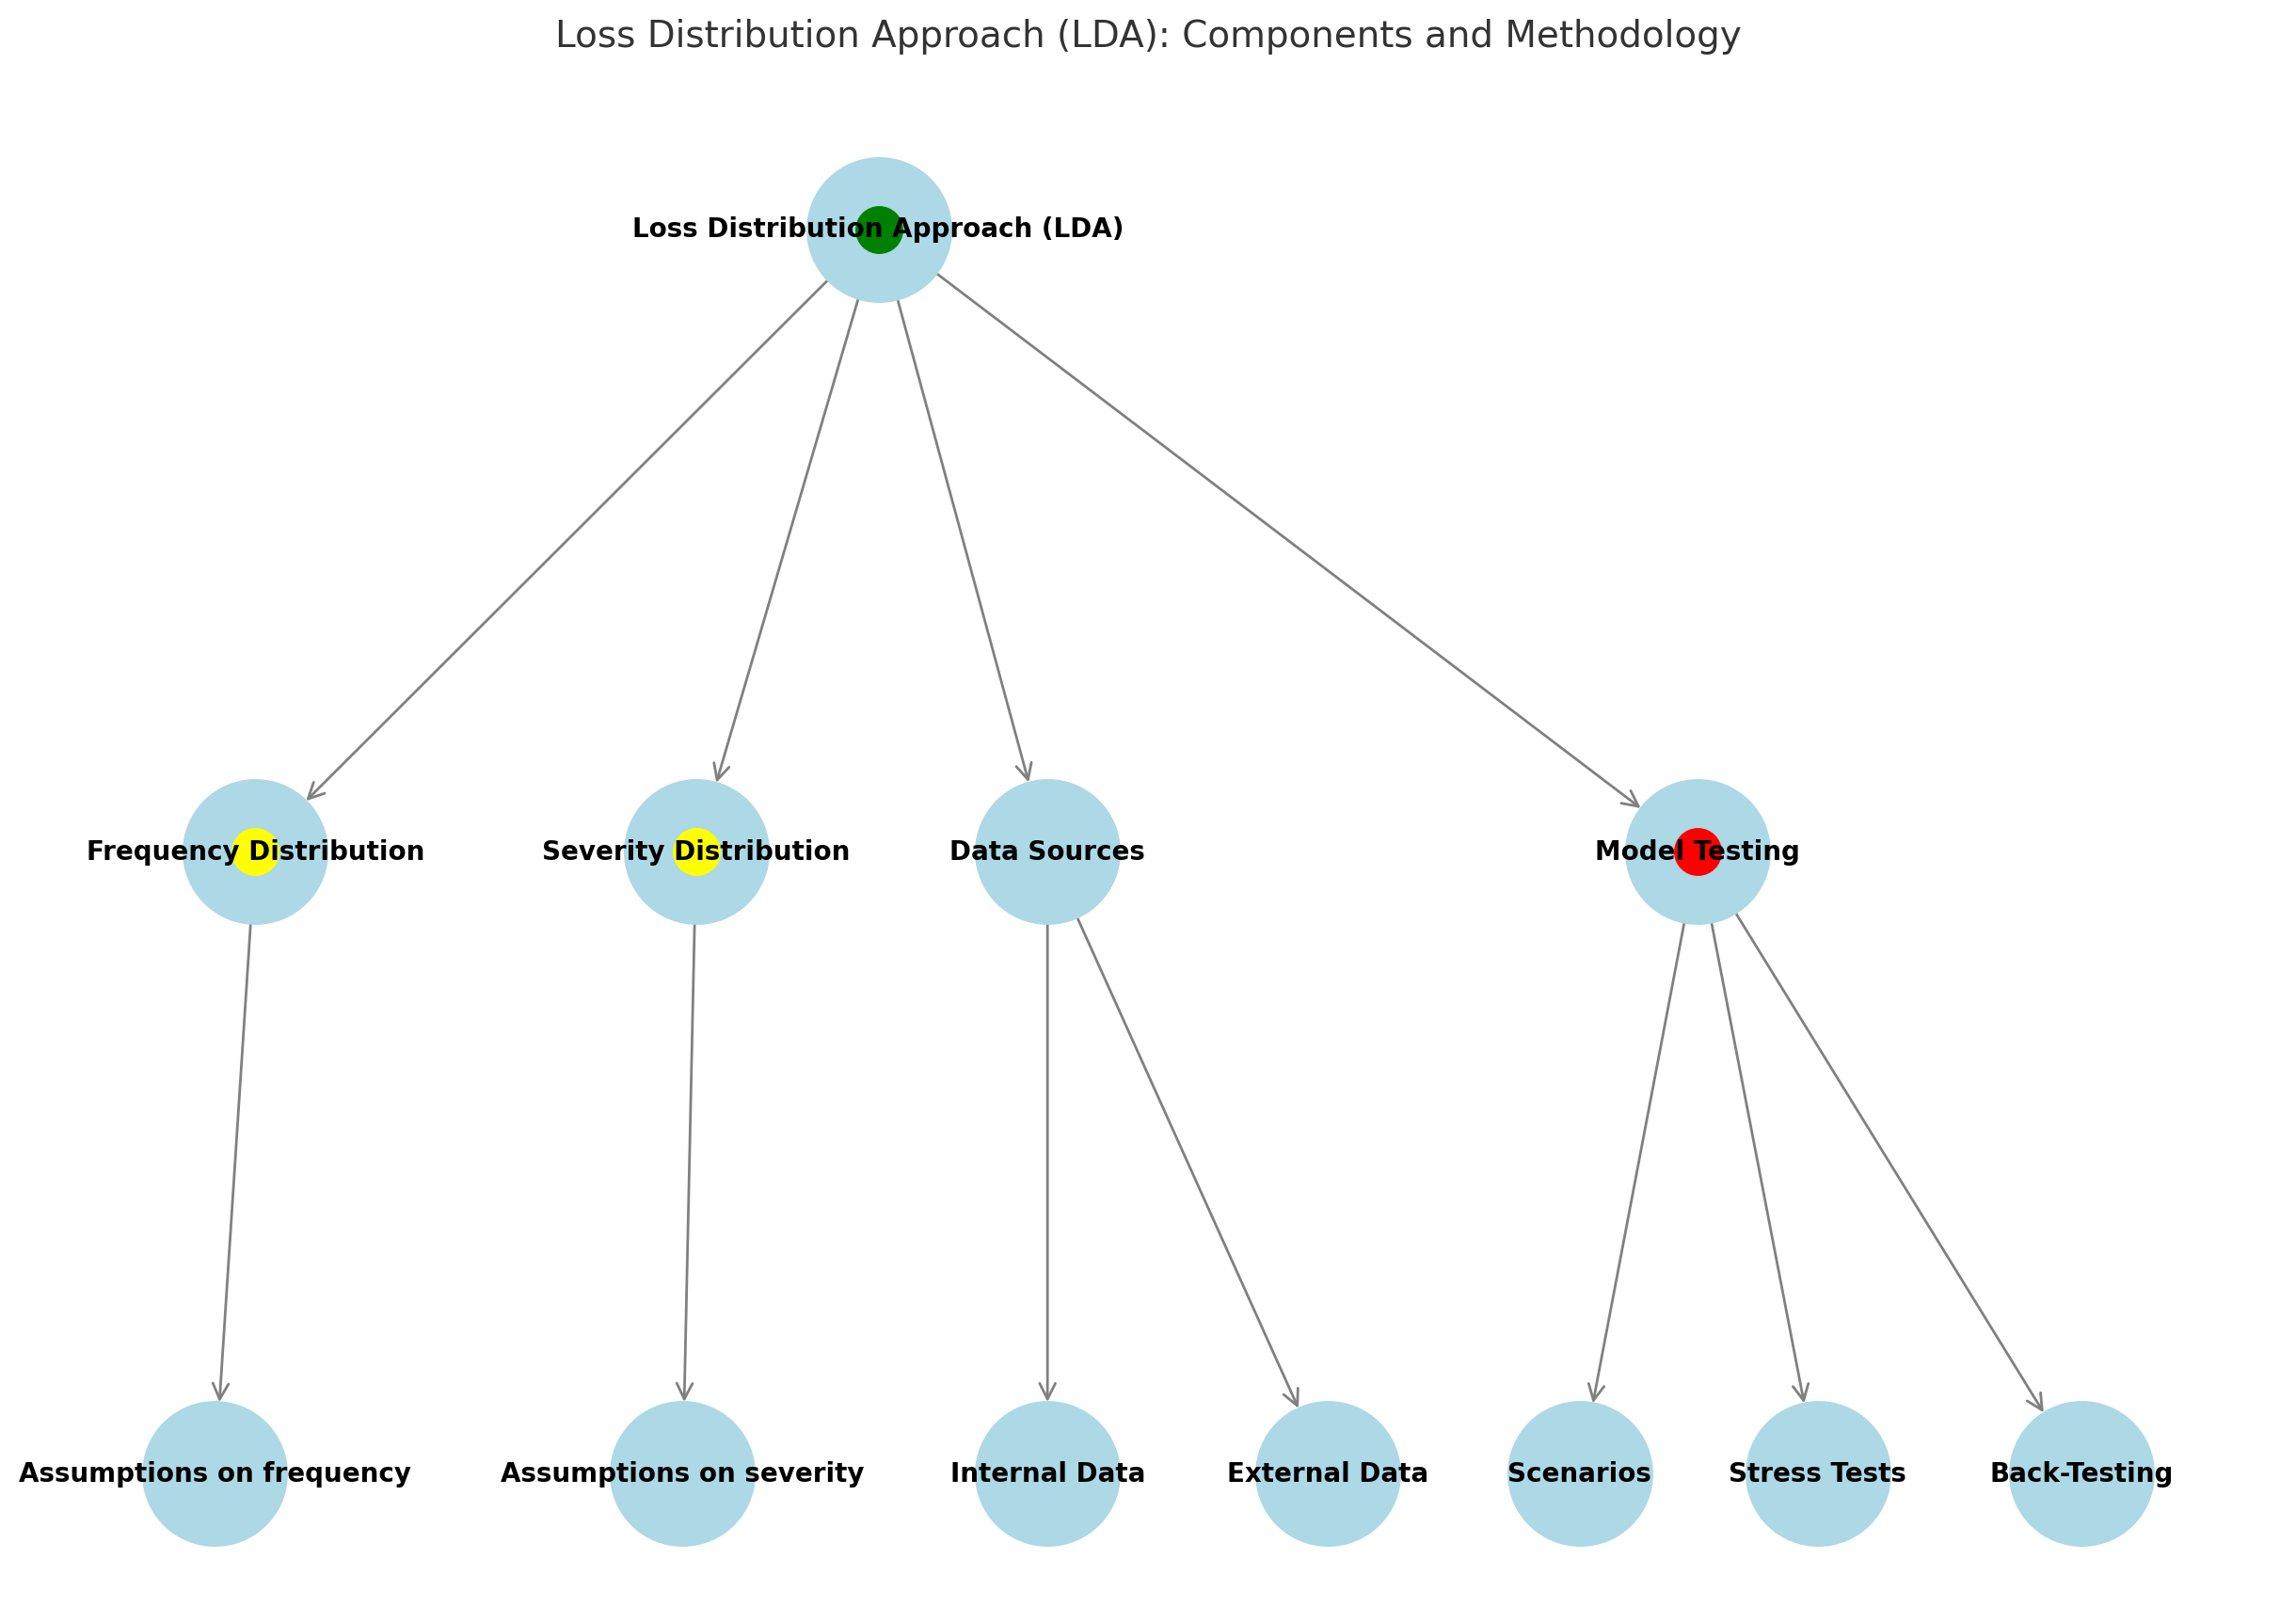 Loss Distribution Approach (LDA): Components and Methodology
Loss Distribution Approach (LDA)
Frequency Distribution
Severity Distribution
Data Sources
Model Testing
Assumptions on frequency
Assumptions on severity
Internal Data
External Data
Scenarios
Stress Tests
Back-Testing